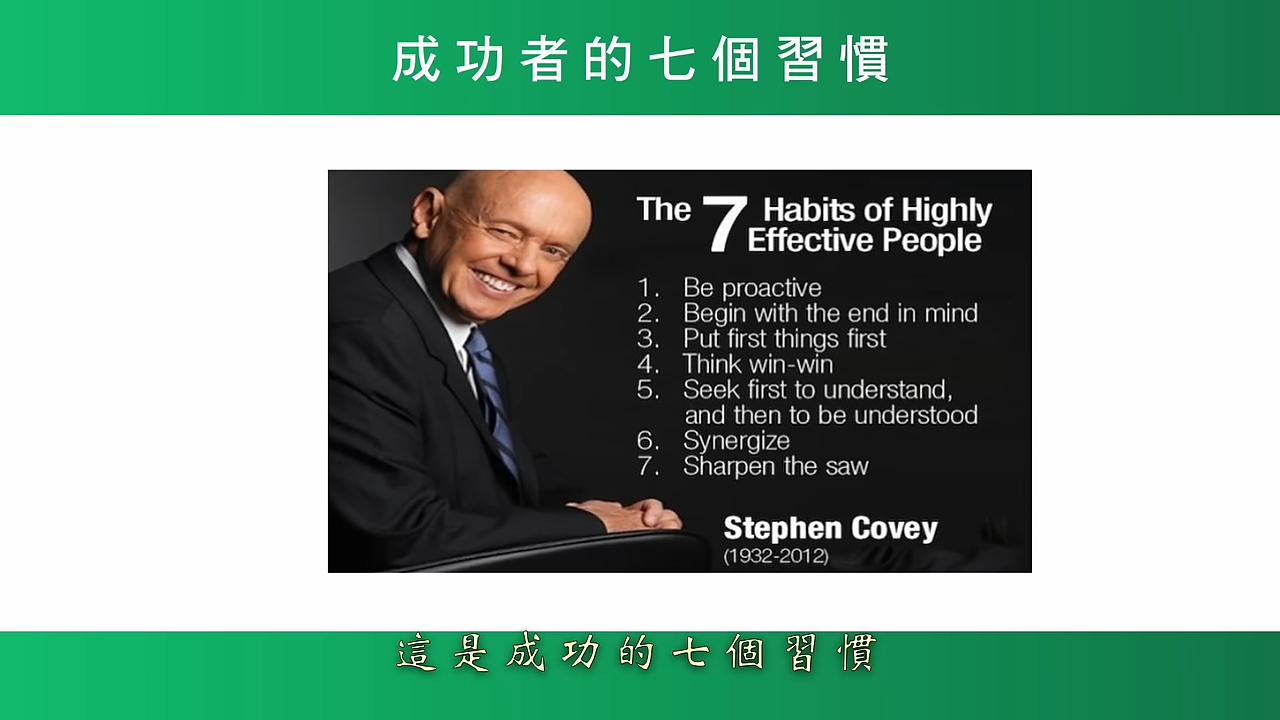 成功者的七個習慣
The 7 Habits of Highly
Effective People
1. Be proactive
2. Begin with the end in mind
3. Put first things first
4. Think win-win
5. Seek first to understand,
and then to be understood
6. Synergize
7. Sharpen the saw
Stephen Covey
(1932-2012)
這是成功的七個習慣